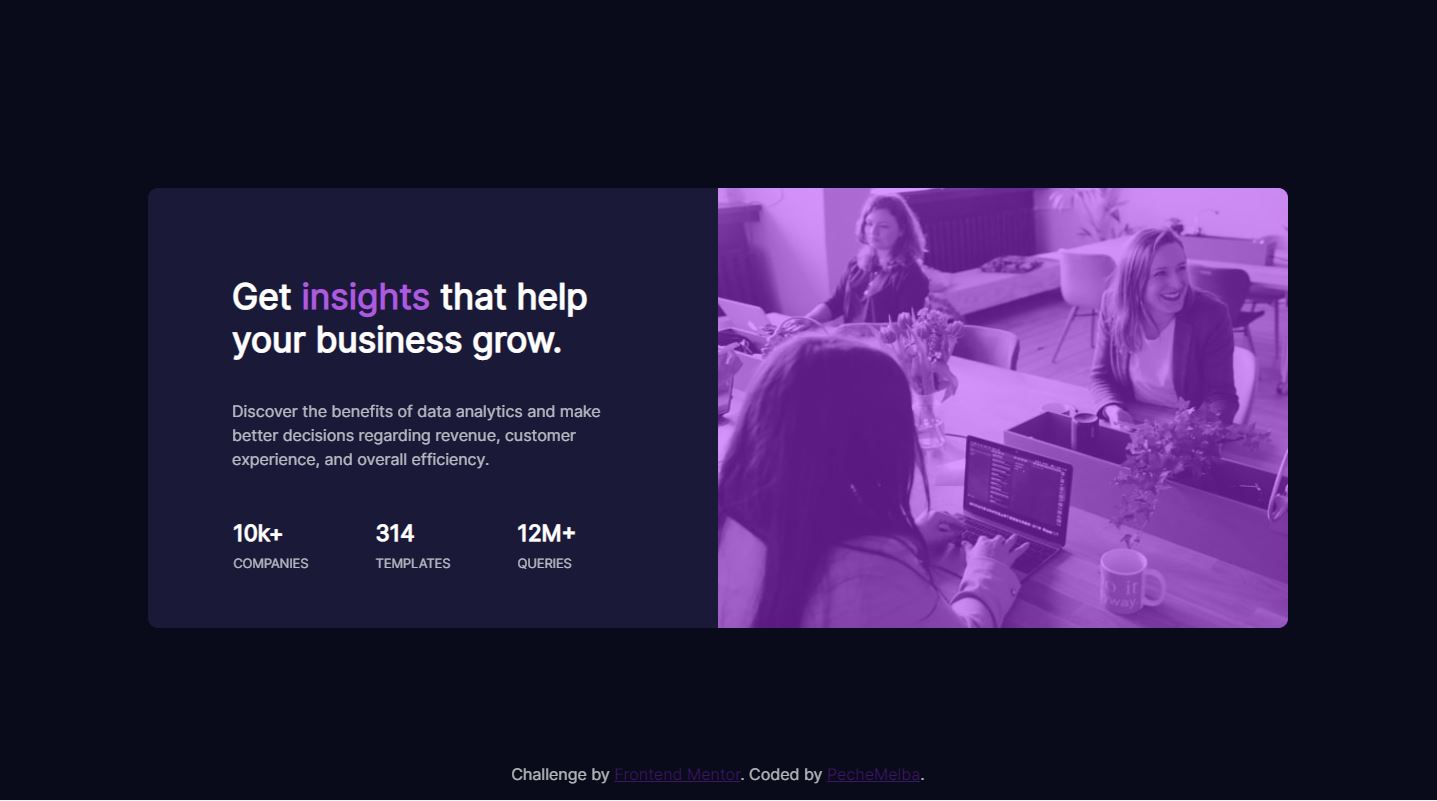 Get insights that help
your business grow.
Discover the benefits of data analytics and make
better decisions regarding revenue, customer
experience, and overall efficiency.
10k+ 314 12M+
COMPANIES TEMPLATES QUERIES
way.
Challenge by Frontend Mentor. Coded by PecheMelba.